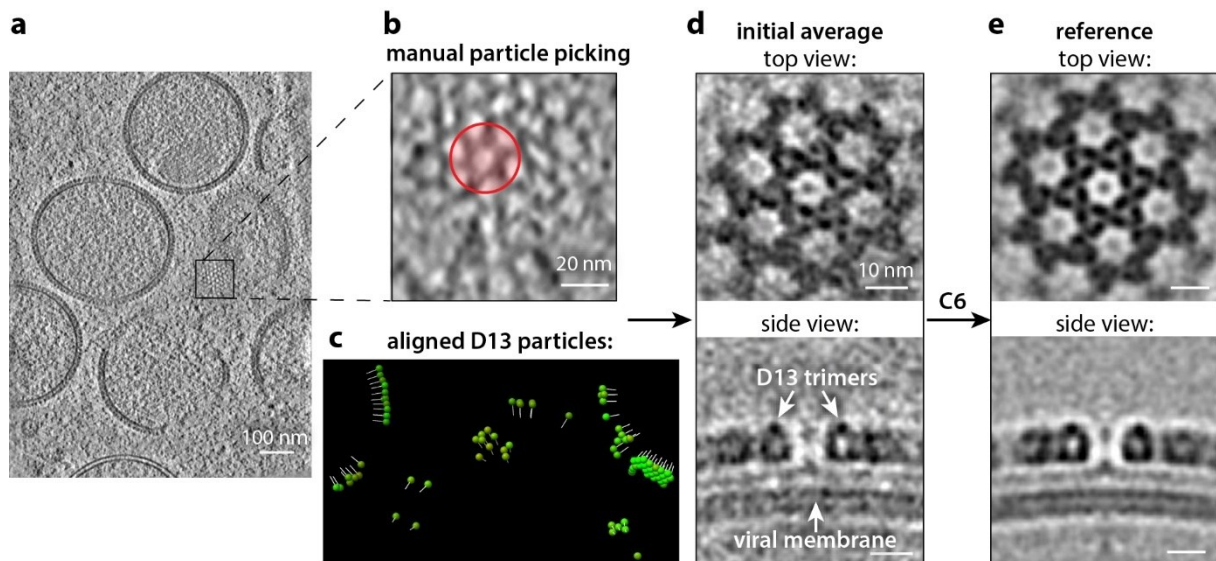 a
100 nm
b
manual particle picking
20 nm
c
aligned D13 particles:
d
initial average
top view:
10 nm
side view:
D13 trimers
viral membrane
C6
e
reference
top view:
side view: